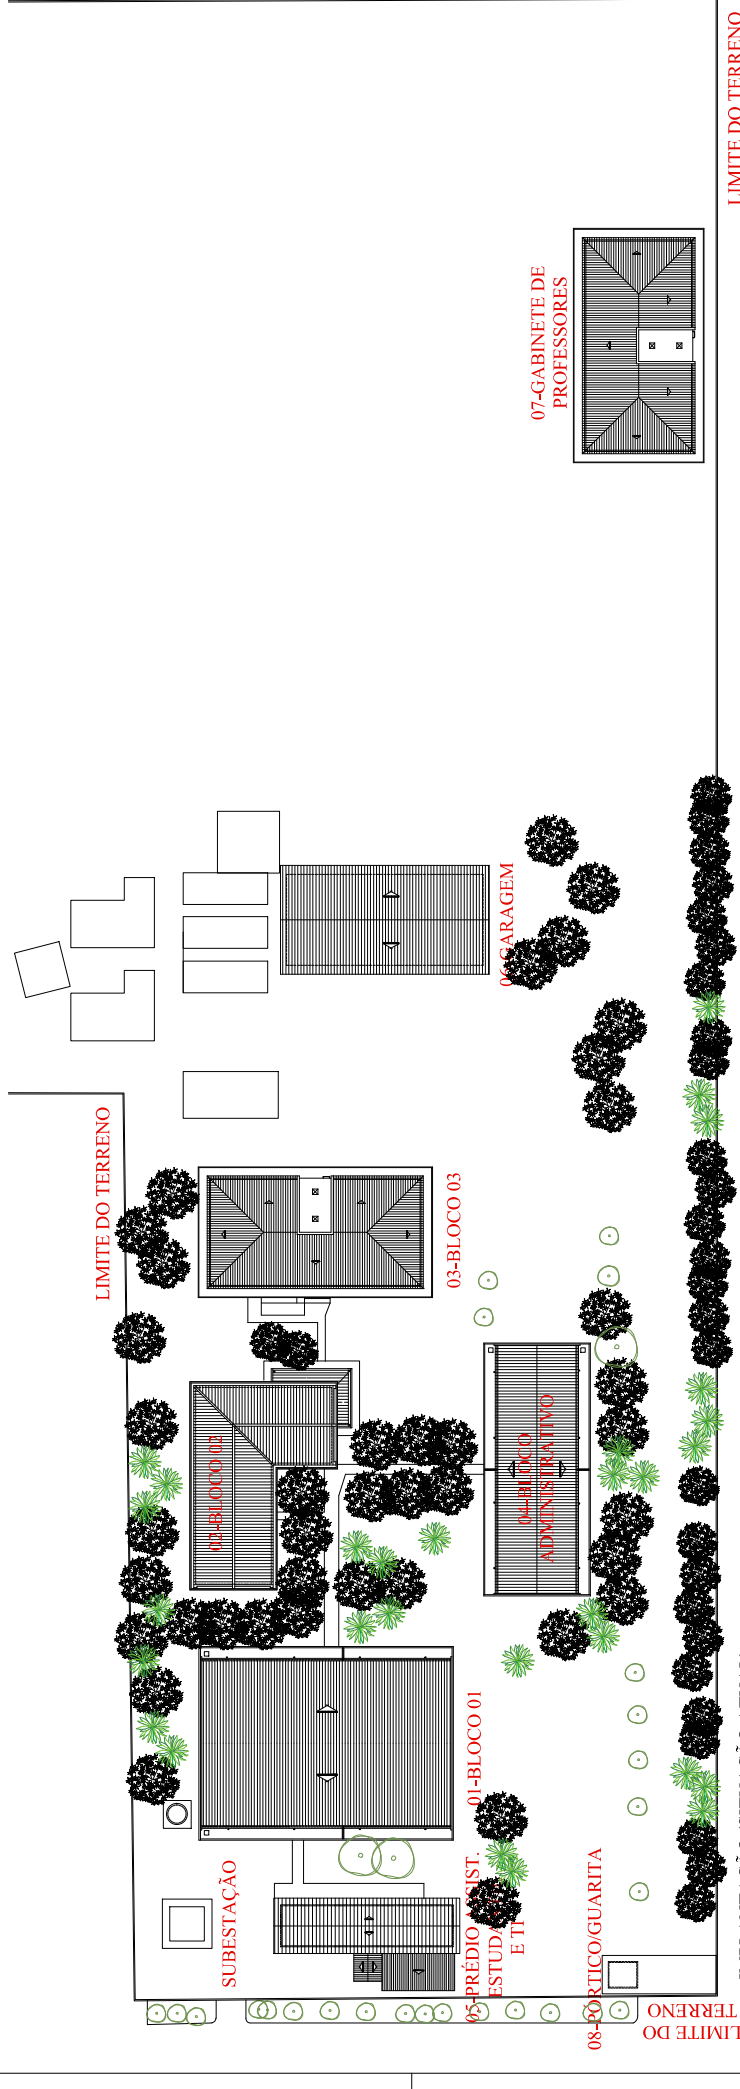 LIMITE DO TERRENO
07-GABINETE DE
PROFESSORES
06-GARAGEM
LIMITE DO TERRENO
03-BLOCO 03
02-BLOCO 02
04-BLOCO
ADMINISTRATIVO
01-BLOCO 01
SUBESTAÇÃO
05-PRÉDIO ASSIST.
E TI
08-PÓRTICO/GUARITA
LIMITE DO
TERRENO